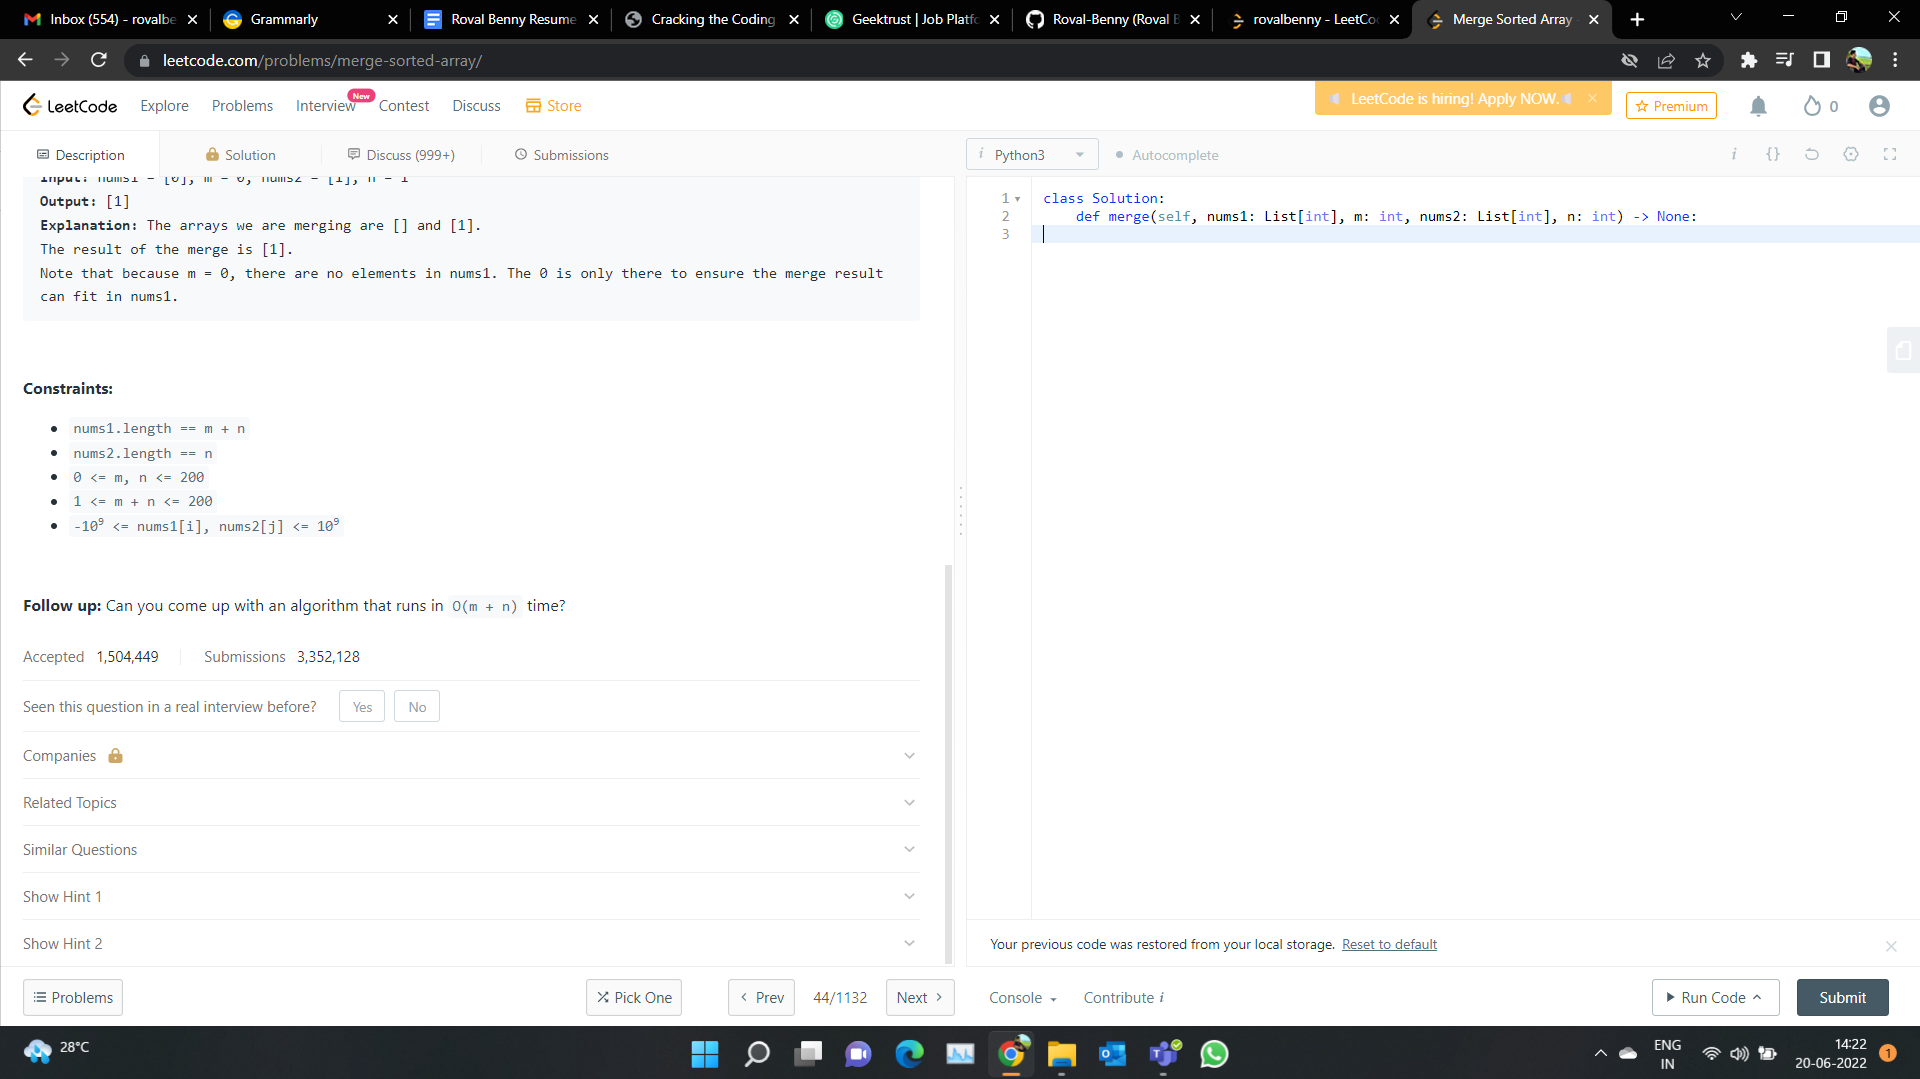 Inbox (554) - rovalbe
Grammarly
Roval Benny Resume
Cracking the Coding
Geektrust | Job Platfo
Roval-Benny (Roval B
rovalbenny - LeetCo
Merge Sorted Array
leetcode.com/problems/merge-sorted-array/
LeetCode Explore Problems Interview New Contest Discuss Store
LeetCode is hiring! Apply NOW.
Premium
0
Description Solution Discuss (999+) Submissions
i Python3 Autocomplete
Input: nums1 = [0], m = 0, nums2 = [1], n = 1
Output: [1]
Explanation: The arrays we are merging are [] and [1].
The result of the merge is [1].
Note that because m = 0, there are no elements in nums1. The 0 is only there to ensure the merge result
can fit in nums1.
Constraints:
nums1.length == m + n
nums2.length == n
0 <= m, n <= 200
1 <= m + n <= 200
-10⁹ <= nums1[i], nums2[j] <= 10⁹
Follow up: Can you come up with an algorithm that runs in O(m + n) time?
Accepted 1,504,449 Submissions 3,352,128
Seen this question in a real interview before? Yes No
Companies
Related Topics
Similar Questions
Show Hint 1
Show Hint 2
Problems Pick One Prev 44/1132 Next
i {}
1 class Solution:
2 def merge(self, nums1: List[int], m: int, nums2: List[int], n: int) -> None:
3
Your previous code was restored from your local storage. Reset to default
Console Contribute i Run Code Submit
28°C
ENG
IN
14:22
20-06-2022
1